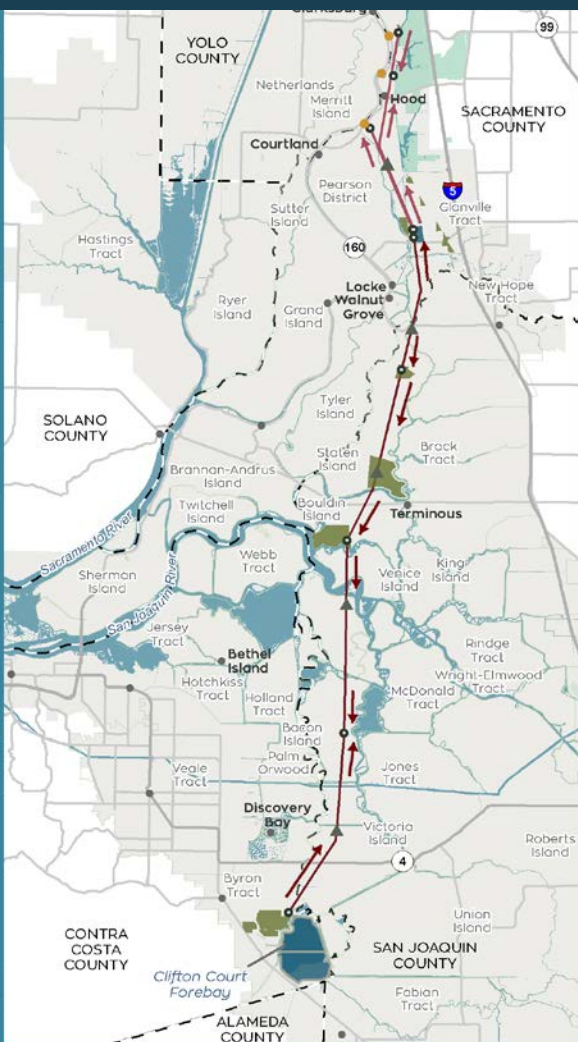 Clarksburg
99
YOLO
COUNTY
Netherlands
Merritt
Island
Hood
SACRAMENTO
COUNTY
Courtland
Pearson
District
5
Glanville
Tract
Sutter
Island
Hastings
Tract
160
Ryer
Island
Grand
Island
Locke
Walnut
Grove
New Hope
Tract
Tyler
Island
SOLANO
COUNTY
Staten
Island
Brack
Tract
Brannan-Andrus
Island
Twitchell
Island
Bouldin
Island
Terminous
Sacramento River
San Joaquin River
Webb
Tract
Venice
Island
King
Island
Sherman
Island
Jersey
Tract
Bethel
Island
Rindge
Tract
Wright-Elmwood
Tract
Hotchkiss
Tract
Holland
Tract
McDonald
Tract
Bacon
Island
Palm
Orwood
Veale
Tract
Jones
Tract
Discovery
Bay
Victoria
Island
4
Roberts
Island
Byron
Tract
Union
Island
CONTRA
COSTA
COUNTY
SAN JOAQUIN
COUNTY
Clifton Court
Forebay
Fabian
Tract
ALAMEDA
COUNTY